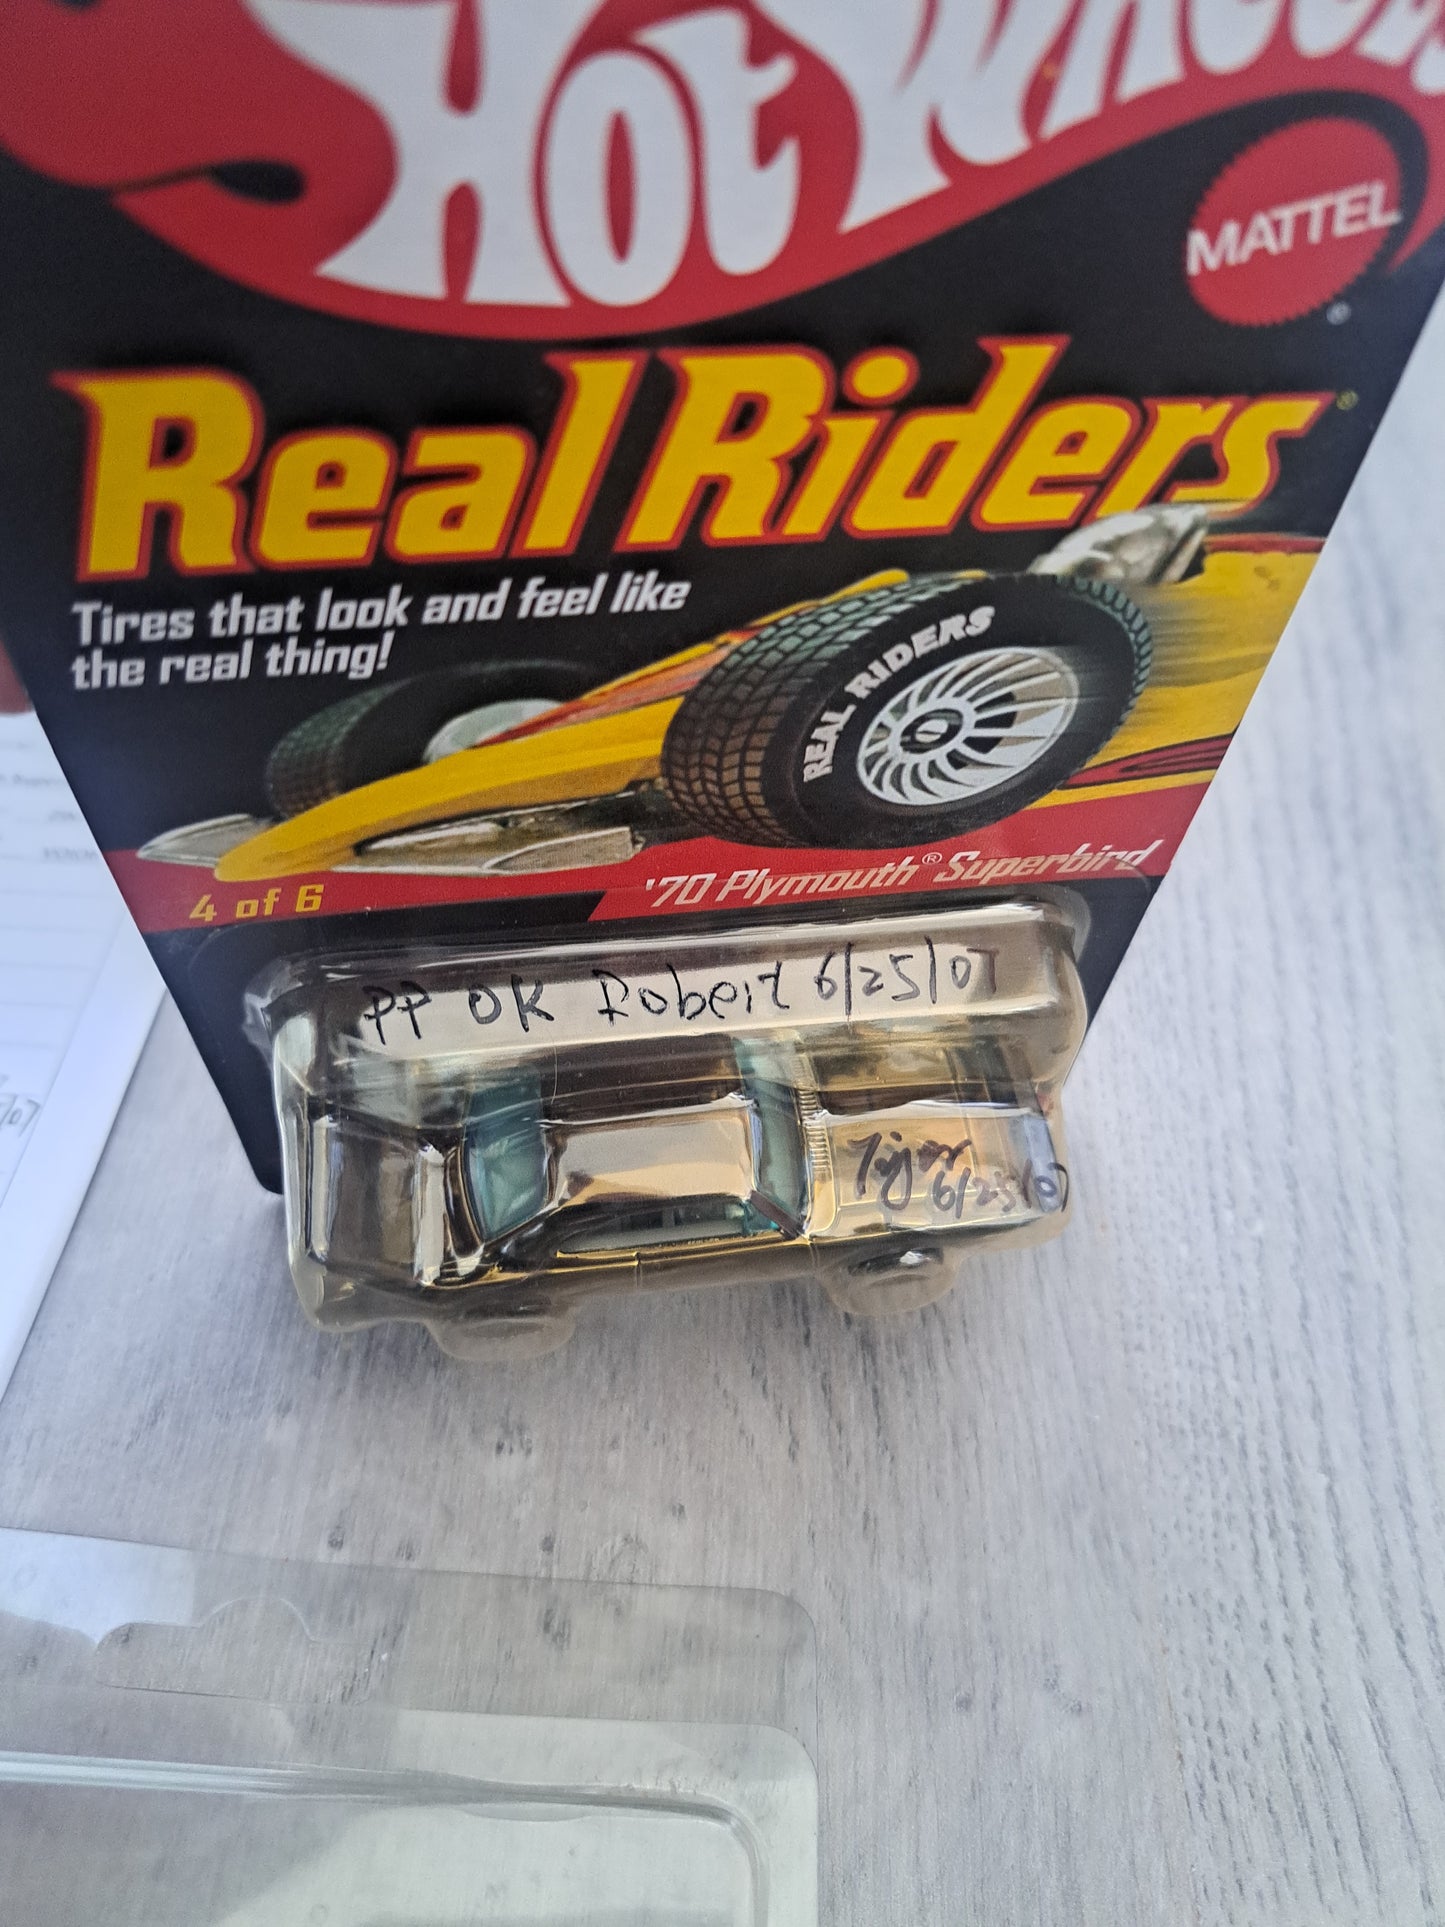 Hot Wheels
MATTEL
Real Riders®
Tires that look and feel like
the real thing!
REAL RIDERS
4 of 6
'70 Plymouth® Superbird
PP OK Robert 6/25/07
6/25/07